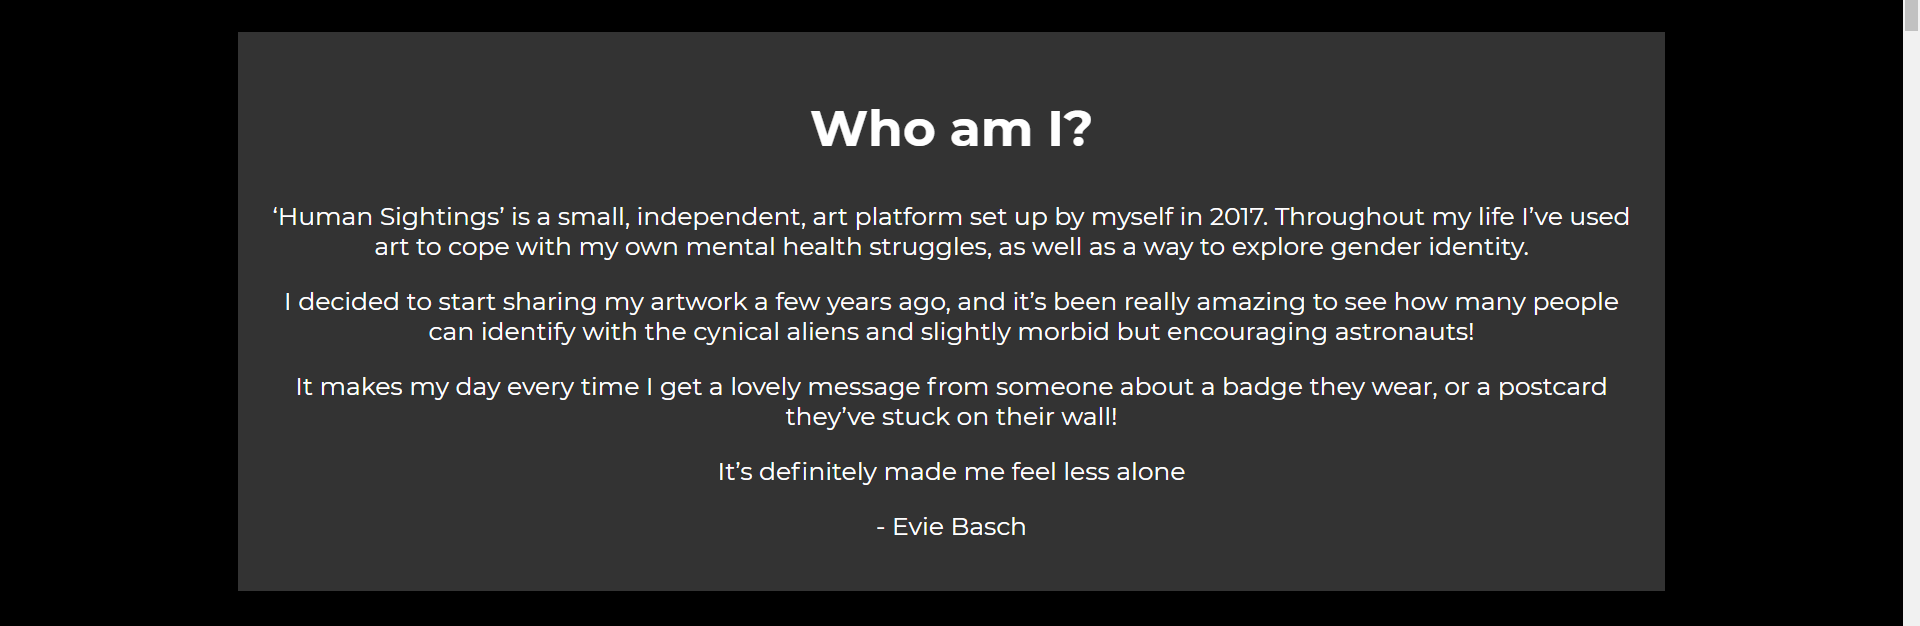 Who am I?
‘Human Sightings’ is a small, independent, art platform set up by myself in 2017. Throughout my life I’ve used
art to cope with my own mental health struggles, as well as a way to explore gender identity.
I decided to start sharing my artwork a few years ago, and it’s been really amazing to see how many people
can identify with the cynical aliens and slightly morbid but encouraging astronauts!
It makes my day every time I get a lovely message from someone about a badge they wear, or a postcard
they’ve stuck on their wall!
It’s definitely made me feel less alone
- Evie Basch